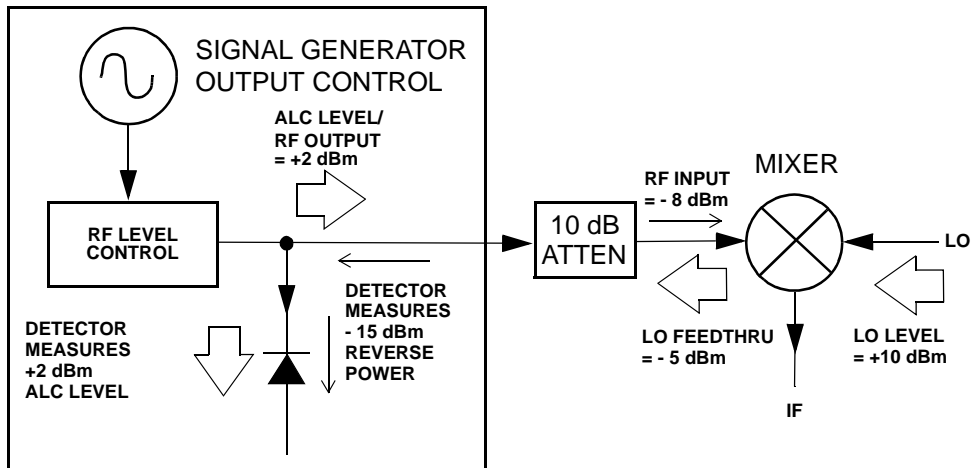 SIGNAL GENERATOR
OUTPUT CONTROL
ALC LEVEL/
RF OUTPUT
= +2 dBm
RF LEVEL
CONTROL
DETECTOR
MEASURES
+2 dBm
ALC LEVEL
DETECTOR
MEASURES
- 15 dBm
REVERSE
POWER
10 dB
ATTEN
RF INPUT
= - 8 dBm
MIXER
LO
LO FEEDTHRU
= - 5 dBm
LO LEVEL
= +10 dBm
IF